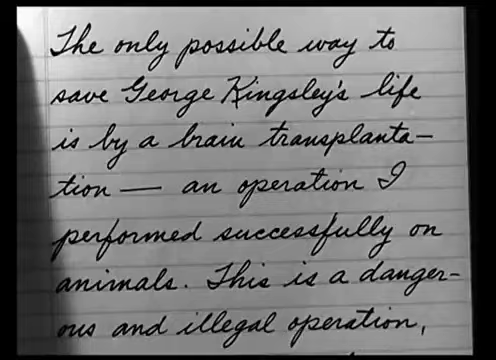 The only possible way to
save George Kingsley's life
is by a brain transplanta-
tion — an operation I
performed successfully on
animals. This is a danger-
ous and illegal operation,